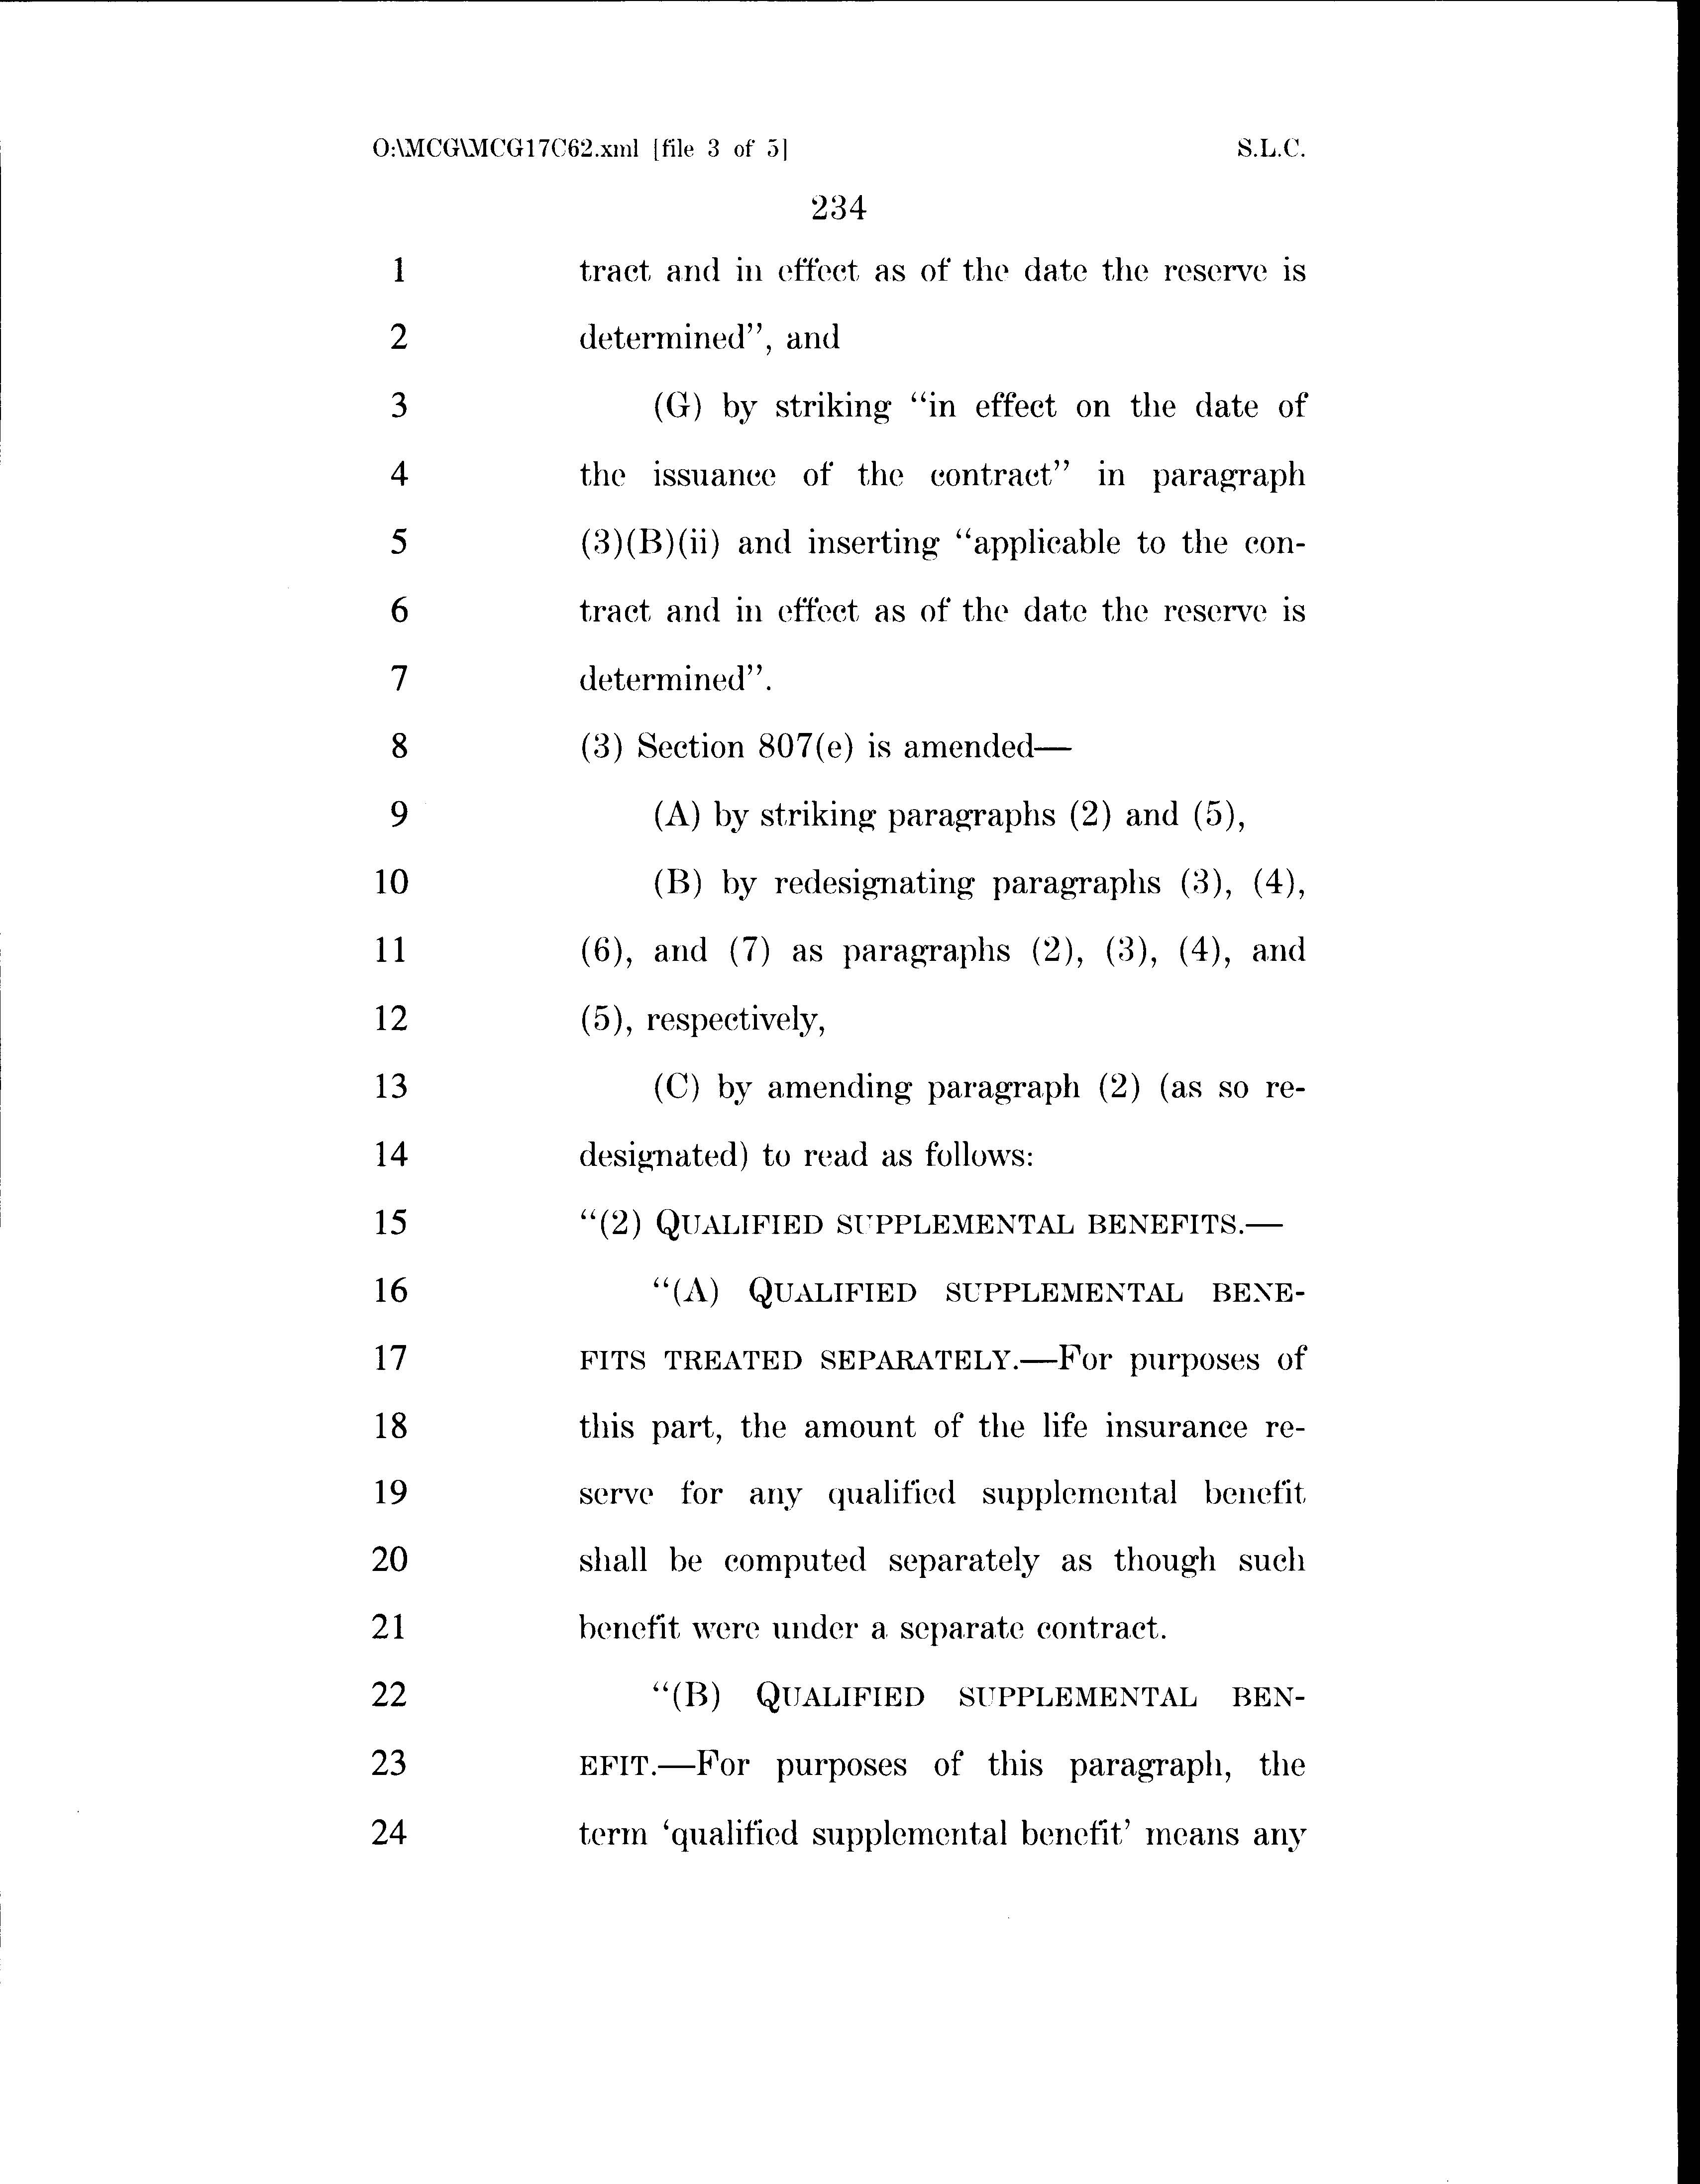 O:\MCG\MCG17C62.xml [file 3 of 5] S.L.C.
234
1 tract and in effect as of the date the reserve is
2 determined”, and
3 (G) by striking “in effect on the date of
4 the issuance of the contract” in paragraph
5 (3)(B)(ii) and inserting “applicable to the con-
6 tract and in effect as of the date the reserve is
7 determined”.
8 (3) Section 807(e) is amended—
9 (A) by striking paragraphs (2) and (5),
10 (B) by redesignating paragraphs (3), (4),
11 (6), and (7) as paragraphs (2), (3), (4), and
12 (5), respectively,
13 (C) by amending paragraph (2) (as so re-
14 designated) to read as follows:
15 “(2) QUALIFIED SUPPLEMENTAL BENEFITS.—
16 “(A) QUALIFIED SUPPLEMENTAL BENE-
17 FITS TREATED SEPARATELY.—For purposes of
18 this part, the amount of the life insurance re-
19 serve for any qualified supplemental benefit
20 shall be computed separately as though such
21 benefit were under a separate contract.
22 “(B) QUALIFIED SUPPLEMENTAL BEN-
23 EFIT.—For purposes of this paragraph, the
24 term ‘qualified supplemental benefit’ means any